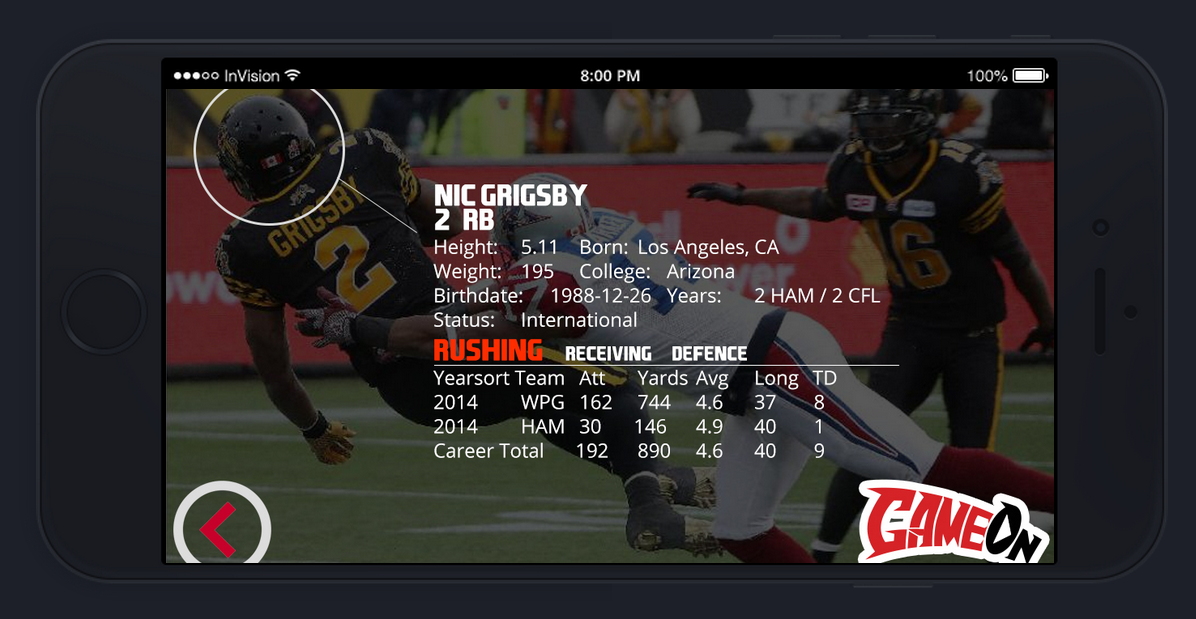 InVision 8:00 PM 100%
GRIGSBY
2
16
NIC GRIGSBY
2 RB
Height: 5.11 Born: Los Angeles, CA
Weight: 195 College: Arizona
Birthdate: 1988-12-26 Years: 2 HAM / 2 CFL
Status: International
RUSHING RECEIVING DEFENCE
Yearsort Team Att Yards Avg Long TD
2014 WPG 162 744 4.6 37 8
2014 HAM 30 146 4.9 40 1
Career Total 192 890 4.6 40 9
GAMEON